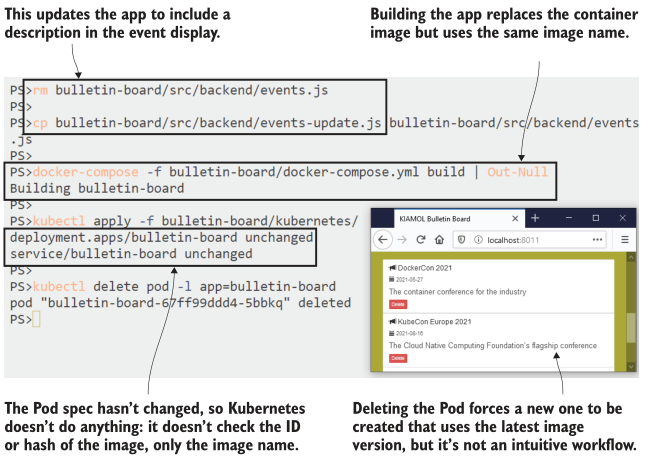 This updates the app to include a
description in the event display.
Building the app replaces the container
image but uses the same image name.
PS>rm bulletin-board/src/backend/events.js
PS>
PS>cp bulletin-board/src/backend/events-update.js bulletin-board/src/backend/events
.js
PS>
PS>docker-compose -f bulletin-board/docker-compose.yml build | Out-Null
Building bulletin-board
PS>
PS>kubectl apply -f bulletin-board/kubernetes/
deployment.apps/bulletin-board unchanged
service/bulletin-board unchanged
PS>
PS>kubectl delete pod -l app=bulletin-board
pod "bulletin-board-67ff99ddd4-5bbkq" deleted
PS>
KIAMOL Bulletin Board
localhost:8011
DockerCon 2021
2021-05-27
The container conference for the industry
Delete
KubeCon Europe 2021
2021-08-16
The Cloud Native Computing Foundation's flagship conference
Delete
The Pod spec hasn't changed, so Kubernetes
doesn't do anything: it doesn't check the ID
or hash of the image, only the image name.
Deleting the Pod forces a new one to be
created that uses the latest image
version, but it's not an intuitive workflow.